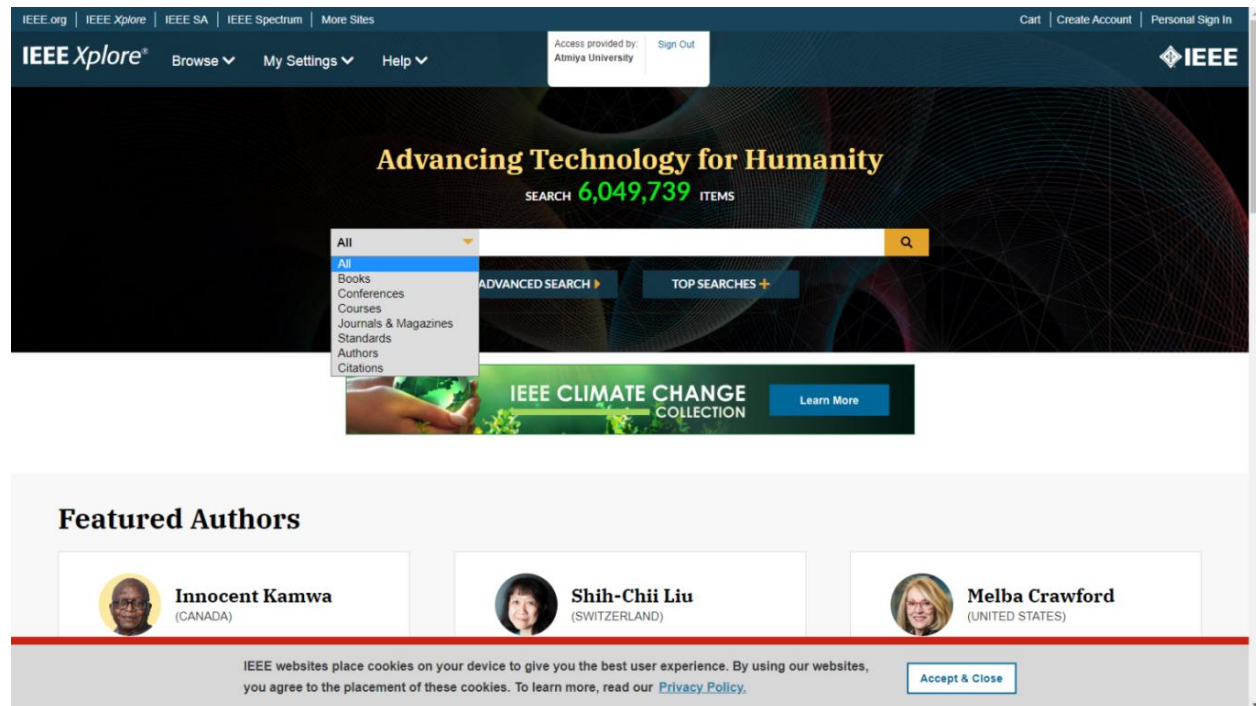 IEEE.org | IEEE Xplore | IEEE SA | IEEE Spectrum | More Sites
Cart | Create Account | Personal Sign In
IEEE Xplore®
Browse
My Settings
Help
Access provided by:
Atmiya University
Sign Out
IEEE
Advancing Technology for Humanity
SEARCH 6,049,739 ITEMS
All
All
Books
Conferences
Courses
Journals & Magazines
Standards
Authors
Citations
ADVANCED SEARCH
TOP SEARCHES +
IEEE CLIMATE CHANGE
COLLECTION
Learn More
Featured Authors
Innocent Kamwa
(CANADA)
Shih-Chii Liu
(SWITZERLAND)
Melba Crawford
(UNITED STATES)
IEEE websites place cookies on your device to give you the best user experience. By using our websites,
you agree to the placement of these cookies. To learn more, read our Privacy Policy.
Accept & Close